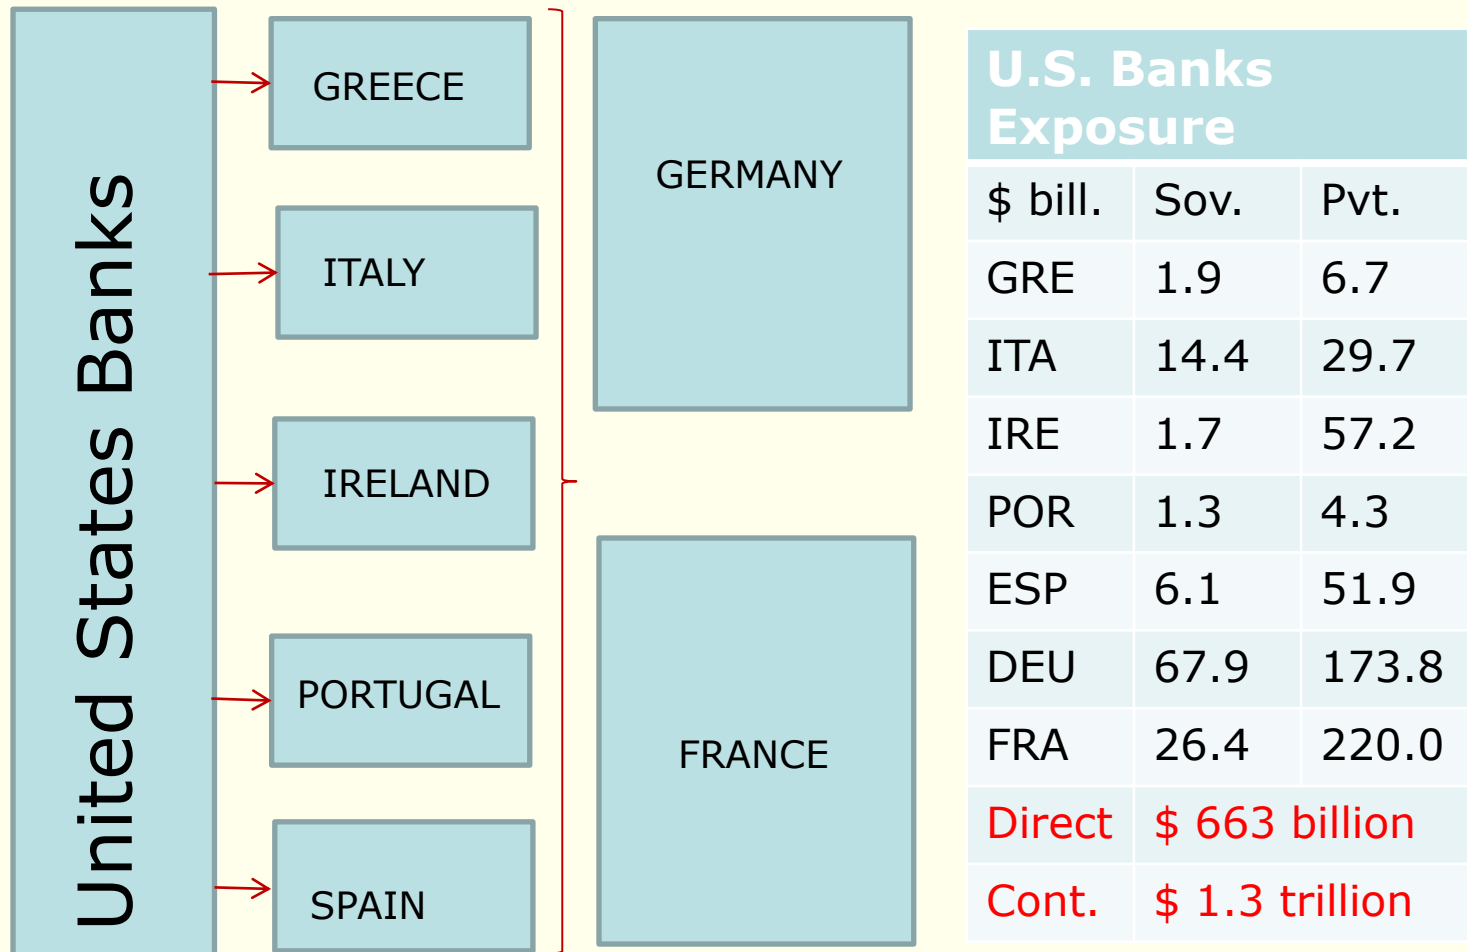 United States Banks
GREECE
ITALY
IRELAND
PORTUGAL
SPAIN
GERMANY
FRANCE
U.S. Banks
Exposure
$ bill. Sov. Pvt.
GRE 1.9 6.7
ITA 14.4 29.7
IRE 1.7 57.2
POR 1.3 4.3
ESP 6.1 51.9
DEU 67.9 173.8
FRA 26.4 220.0
Direct $ 663 billion
Cont. $ 1.3 trillion